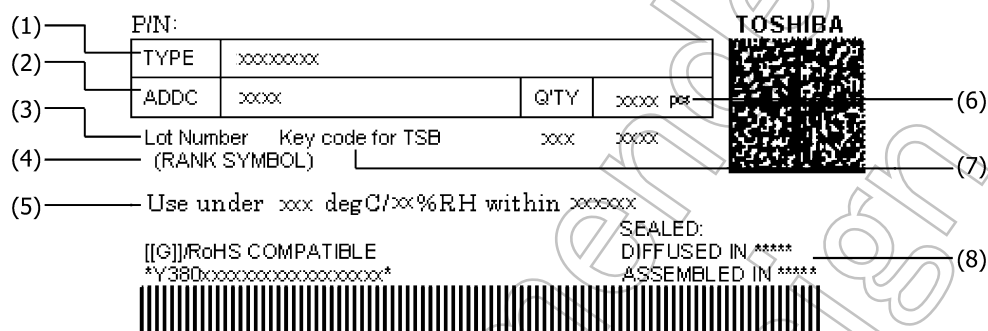 (1) P/N: TOSHIBA
TYPE xxxxxxxx
(2)
ADDC xxxx Q'TY xxxx pcs (6)
(3)
Lot Number Key code for TSB xxx xxxx
(4) (RANK SYMBOL) (7)
(5) Use under xxx degC/xx%RH within xxxxxx
SEALED:
[[G]]/RoHS COMPATIBLE DIFFUSED IN ***** (8)
*Y380xxxxxxxxxxxxxxxxxx* ASSEMBLED IN *****